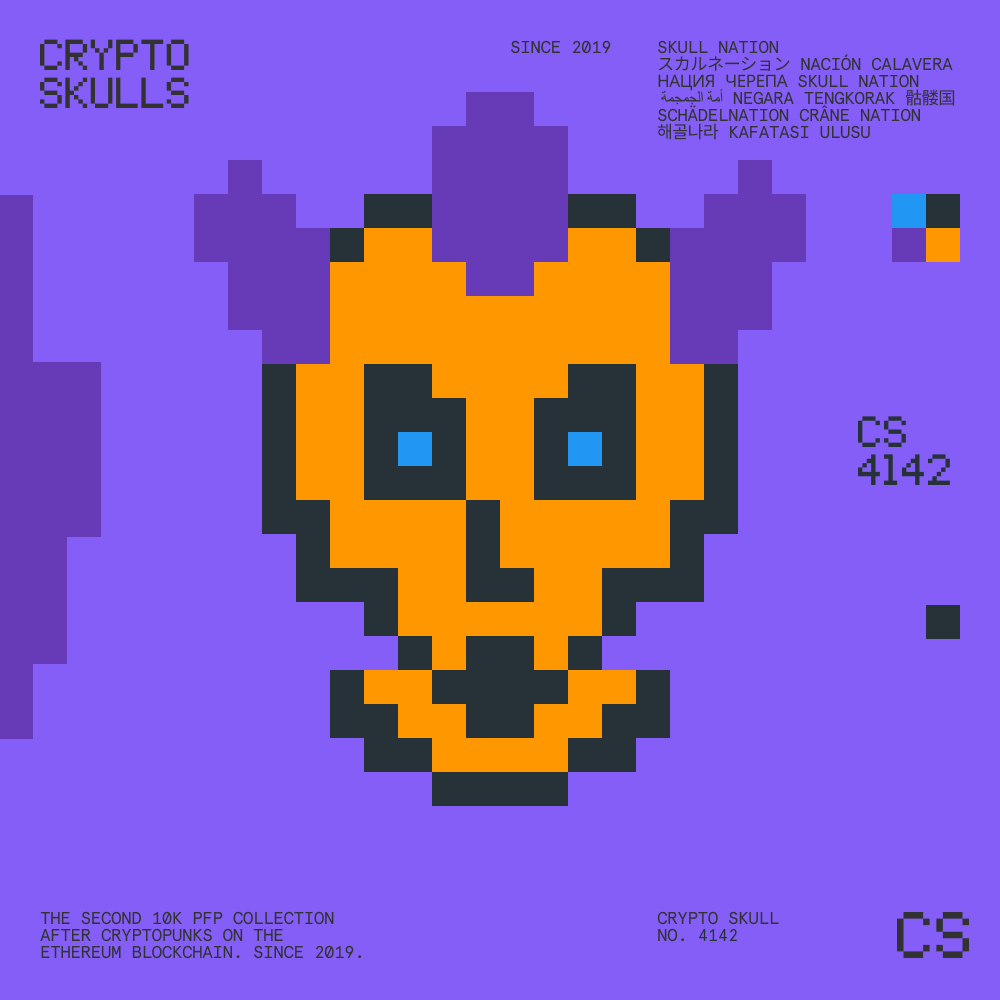 CRYPTO
SKULLS
SINCE 2019
SKULL NATION
スカルネーション NACIÓN CALAVERA
НАЦИЯ ЧЕРЕПА SKULL NATION
أمة الجمجمة NEGARA TENGKORAK 骷髅国
SCHÄDELNATION CRÂNE NATION
해골나라 KAFATASI ULUSU
CS
4142
THE SECOND 10K PFP COLLECTION
AFTER CRYPTOPUNKS ON THE
ETHEREUM BLOCKCHAIN. SINCE 2019.
CRYPTO SKULL
NO. 4142
CS